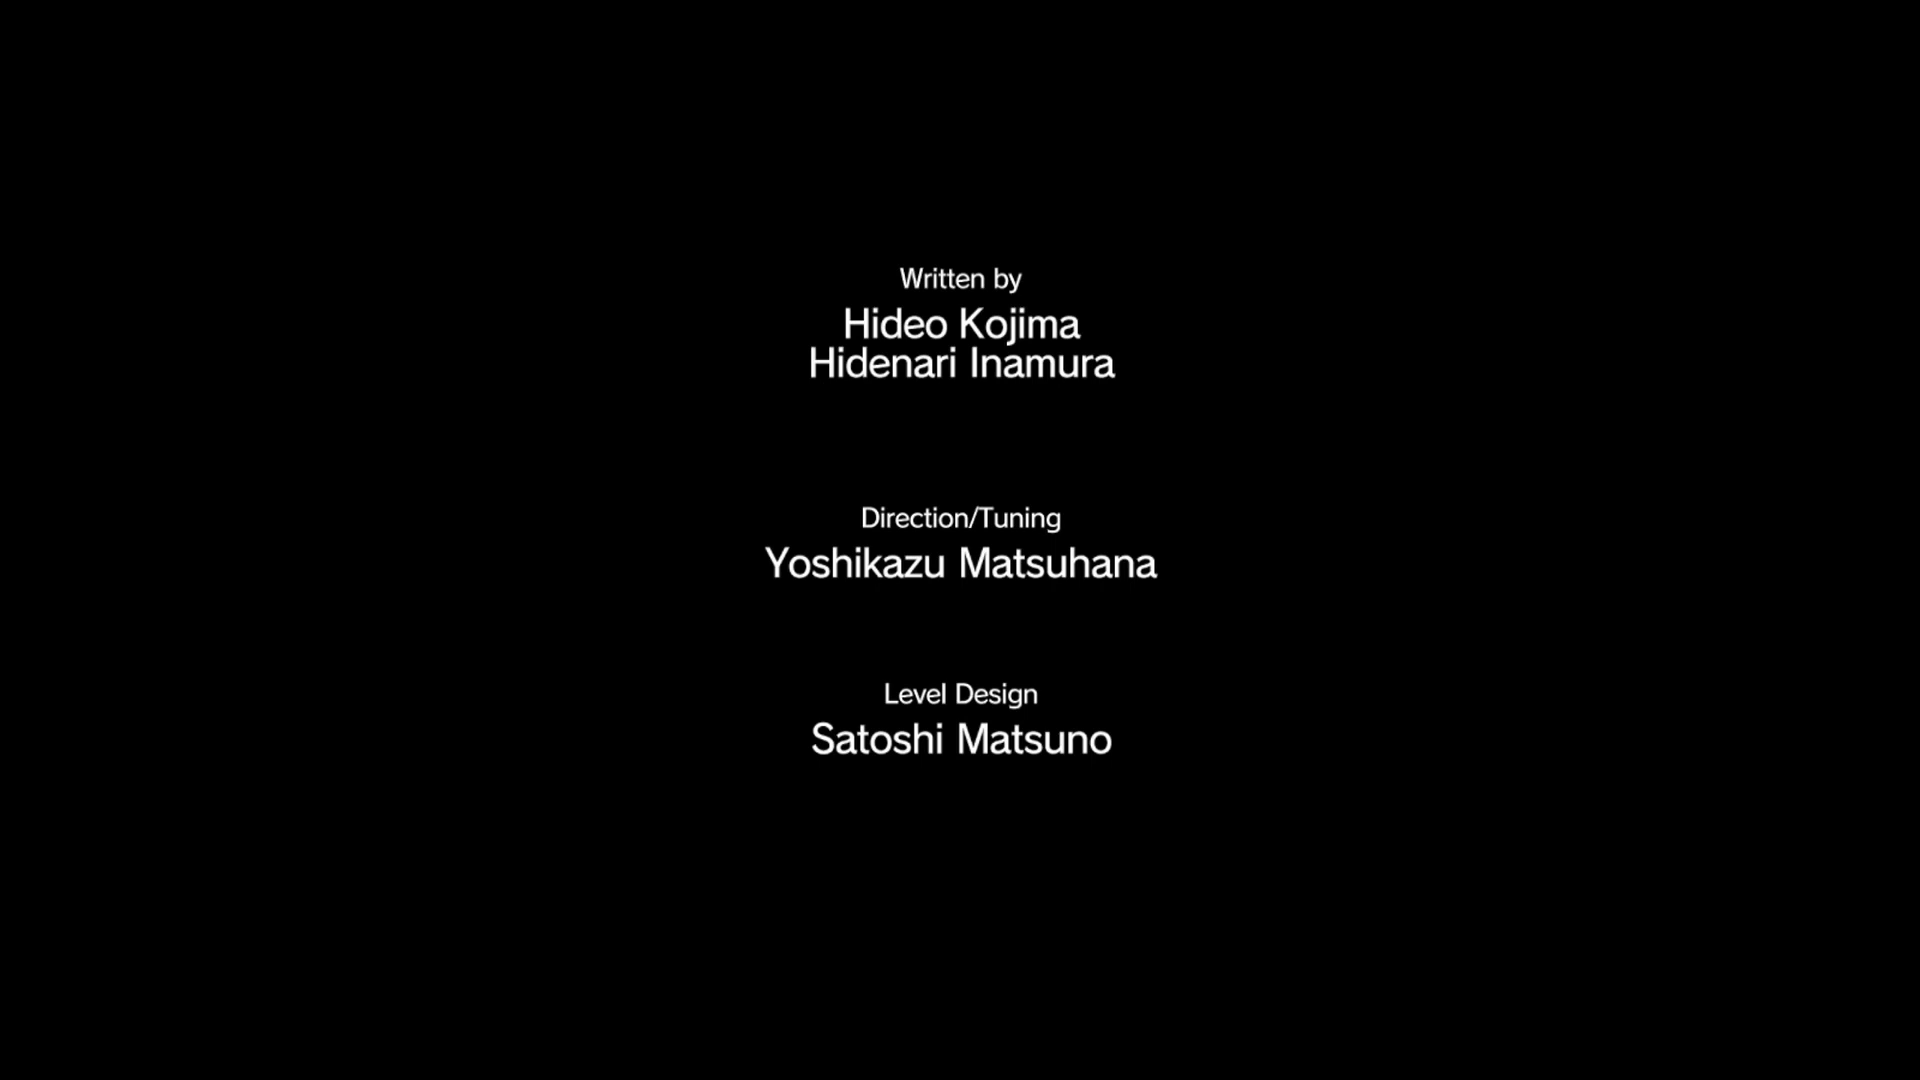 Written by
Hideo Kojima
Hidenari Inamura
Direction/Tuning
Yoshikazu Matsuhana
Level Design
Satoshi Matsuno